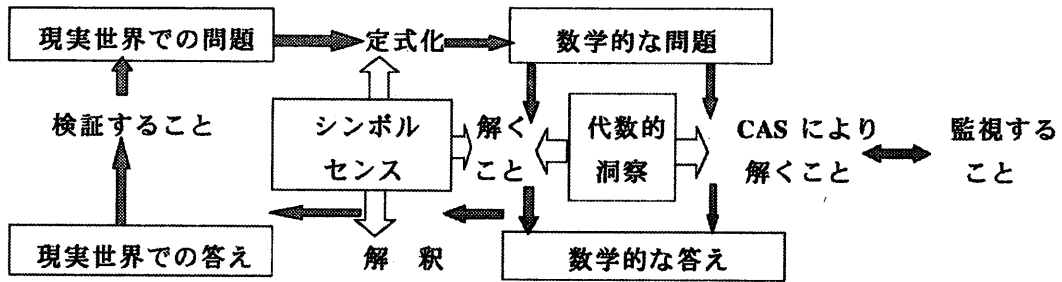 現実世界での問題
定式化
数学的な問題
検証すること
シンボル
センス
解く
こと
代数的
洞察
CAS により
解くこと
監視する
こと
現実世界での答え
解 釈
数学的な答え